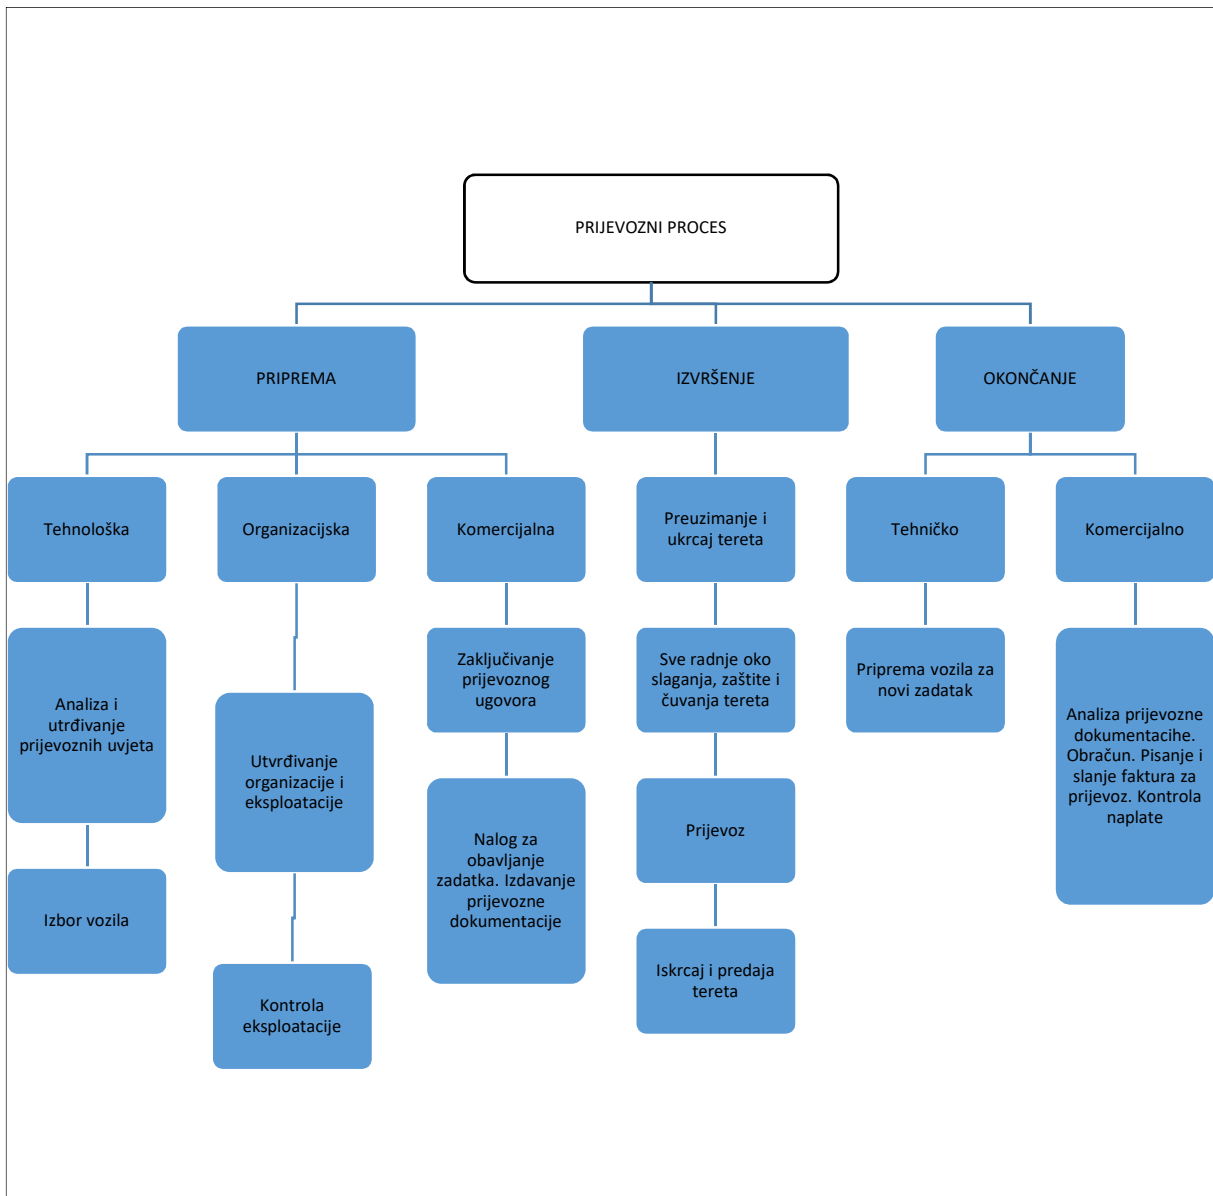 PRIJEVOZNI PROCES
PRIPREMA
IZVRŠENJE
OKONČANJE
Tehnološka
Organizacijska
Komercijalna
Preuzimanje i
ukrcaj tereta
Tehničko
Komercijalno
Analiza i
utrđivanje
prijevoznih uvjeta
Utvrđivanje
organizacije i
eksploatacije
Zaključivanje
prijevoznog
ugovora
Sve radnje oko
slaganja, zaštite i
čuvanja tereta
Priprema vozila za
novi zadatak
Analiza prijevozne
dokumentacihe.
Obračun. Pisanje i
slanje faktura za
prijevoz. Kontrola
naplate
Izbor vozila
Kontrola
eksploatacije
Nalog za
obavljanje
zadatka. Izdavanje
prijevozne
dokumentacije
Prijevoz
Iskrcaj i predaja
tereta